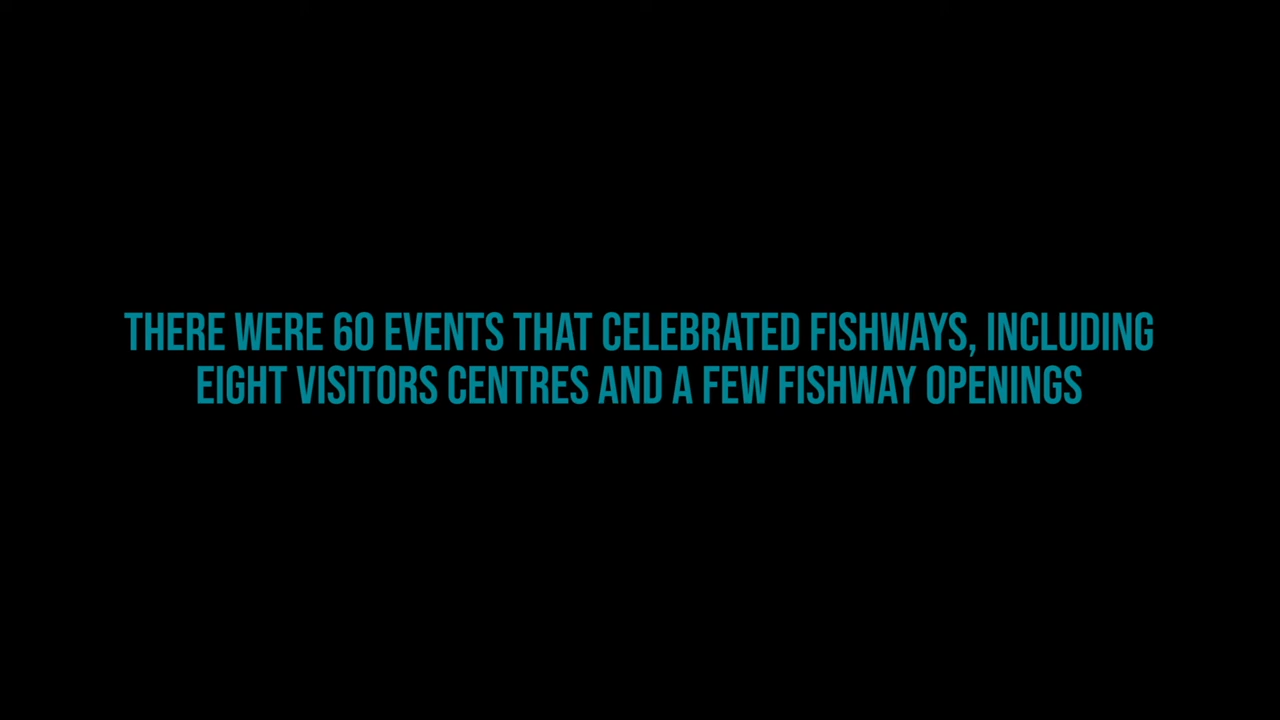 THERE WERE 60 EVENTS THAT CELEBRATED FISHWAYS, INCLUDING
EIGHT VISITORS CENTRES AND A FEW FISHWAY OPENINGS